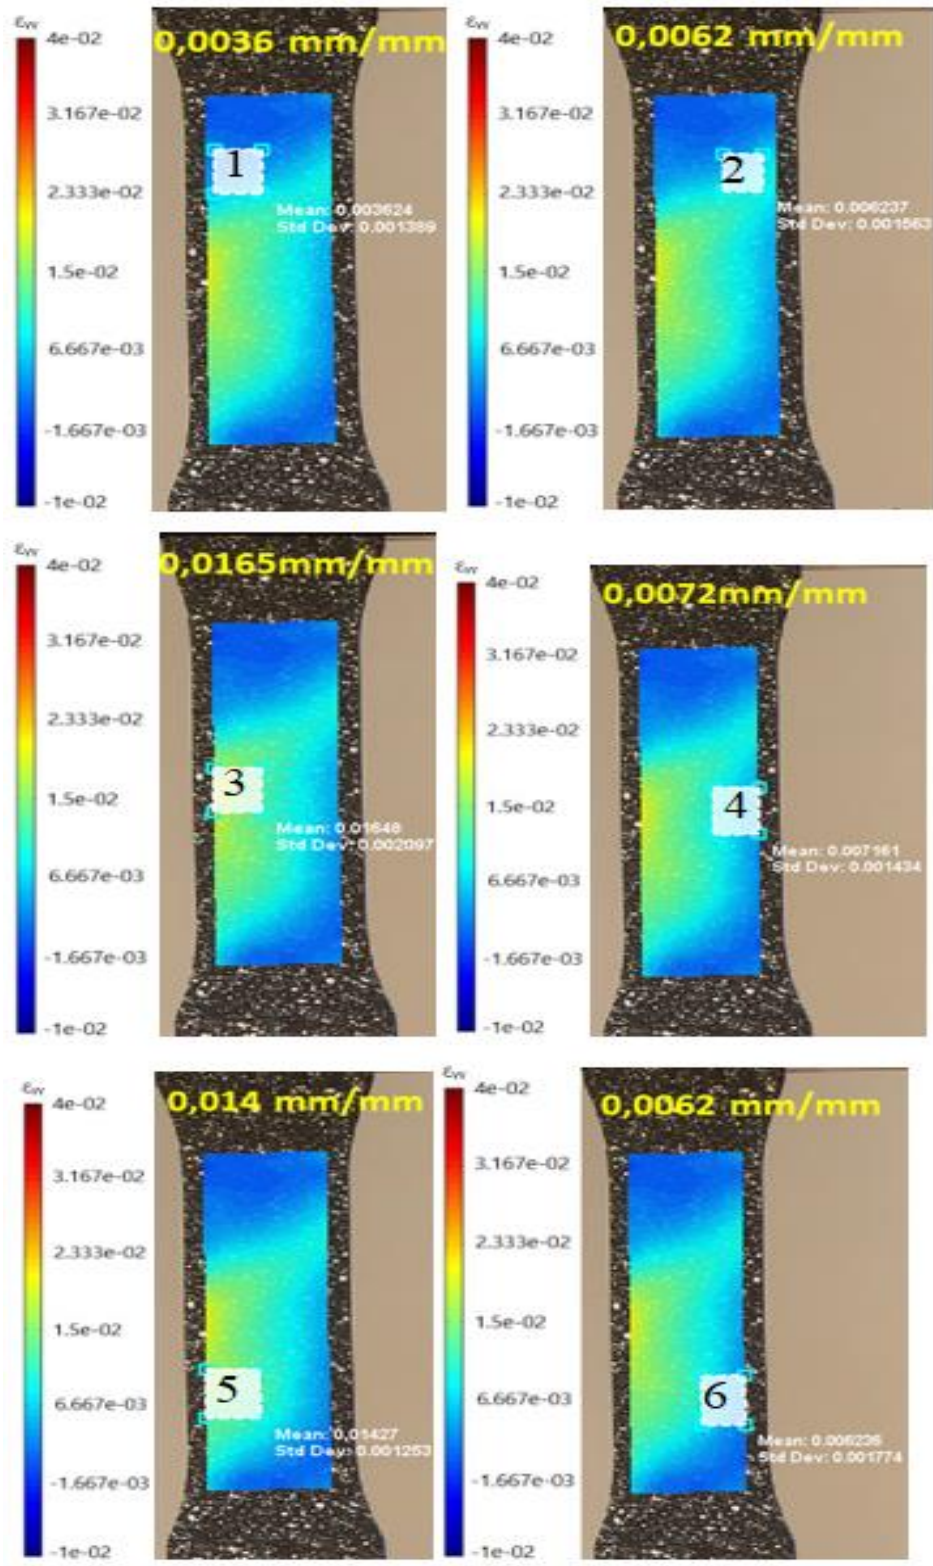 εyy
4e-02
3.167e-02
2.333e-02
1.5e-02
6.667e-03
-1.667e-03
-1e-02
0,0036 mm/mm
1
Mean: 0.003624
Std Dev: 0.001389
4e-02
3.167e-02
2.333e-02
1.5e-02
6.667e-03
-1.667e-03
-1e-02
εyy
0,0062 mm/mm
2
Mean: 0.006237
Std Dev: 0.001563
εyy
4e-02
3.167e-02
2.333e-02
1.5e-02
6.667e-03
-1.667e-03
-1e-02
0,0165mm/mm
3
Mean: 0.01648
Std Dev: 0.002097
εyy
4e-02
3.167e-02
2.333e-02
1.5e-02
6.667e-03
-1.667e-03
-1e-02
0,0072mm/mm
4
Mean: 0.007161
Std Dev: 0.001434
εyy
4e-02
3.167e-02
2.333e-02
1.5e-02
6.667e-03
-1.667e-03
-1e-02
0,014 mm/mm
5
Mean: 0.01427
Std Dev: 0.001253
εyy
4e-02
3.167e-02
2.333e-02
1.5e-02
6.667e-03
-1.667e-03
-1e-02
0,0062 mm/mm
6
Mean: 0.006236
Std Dev: 0.001774